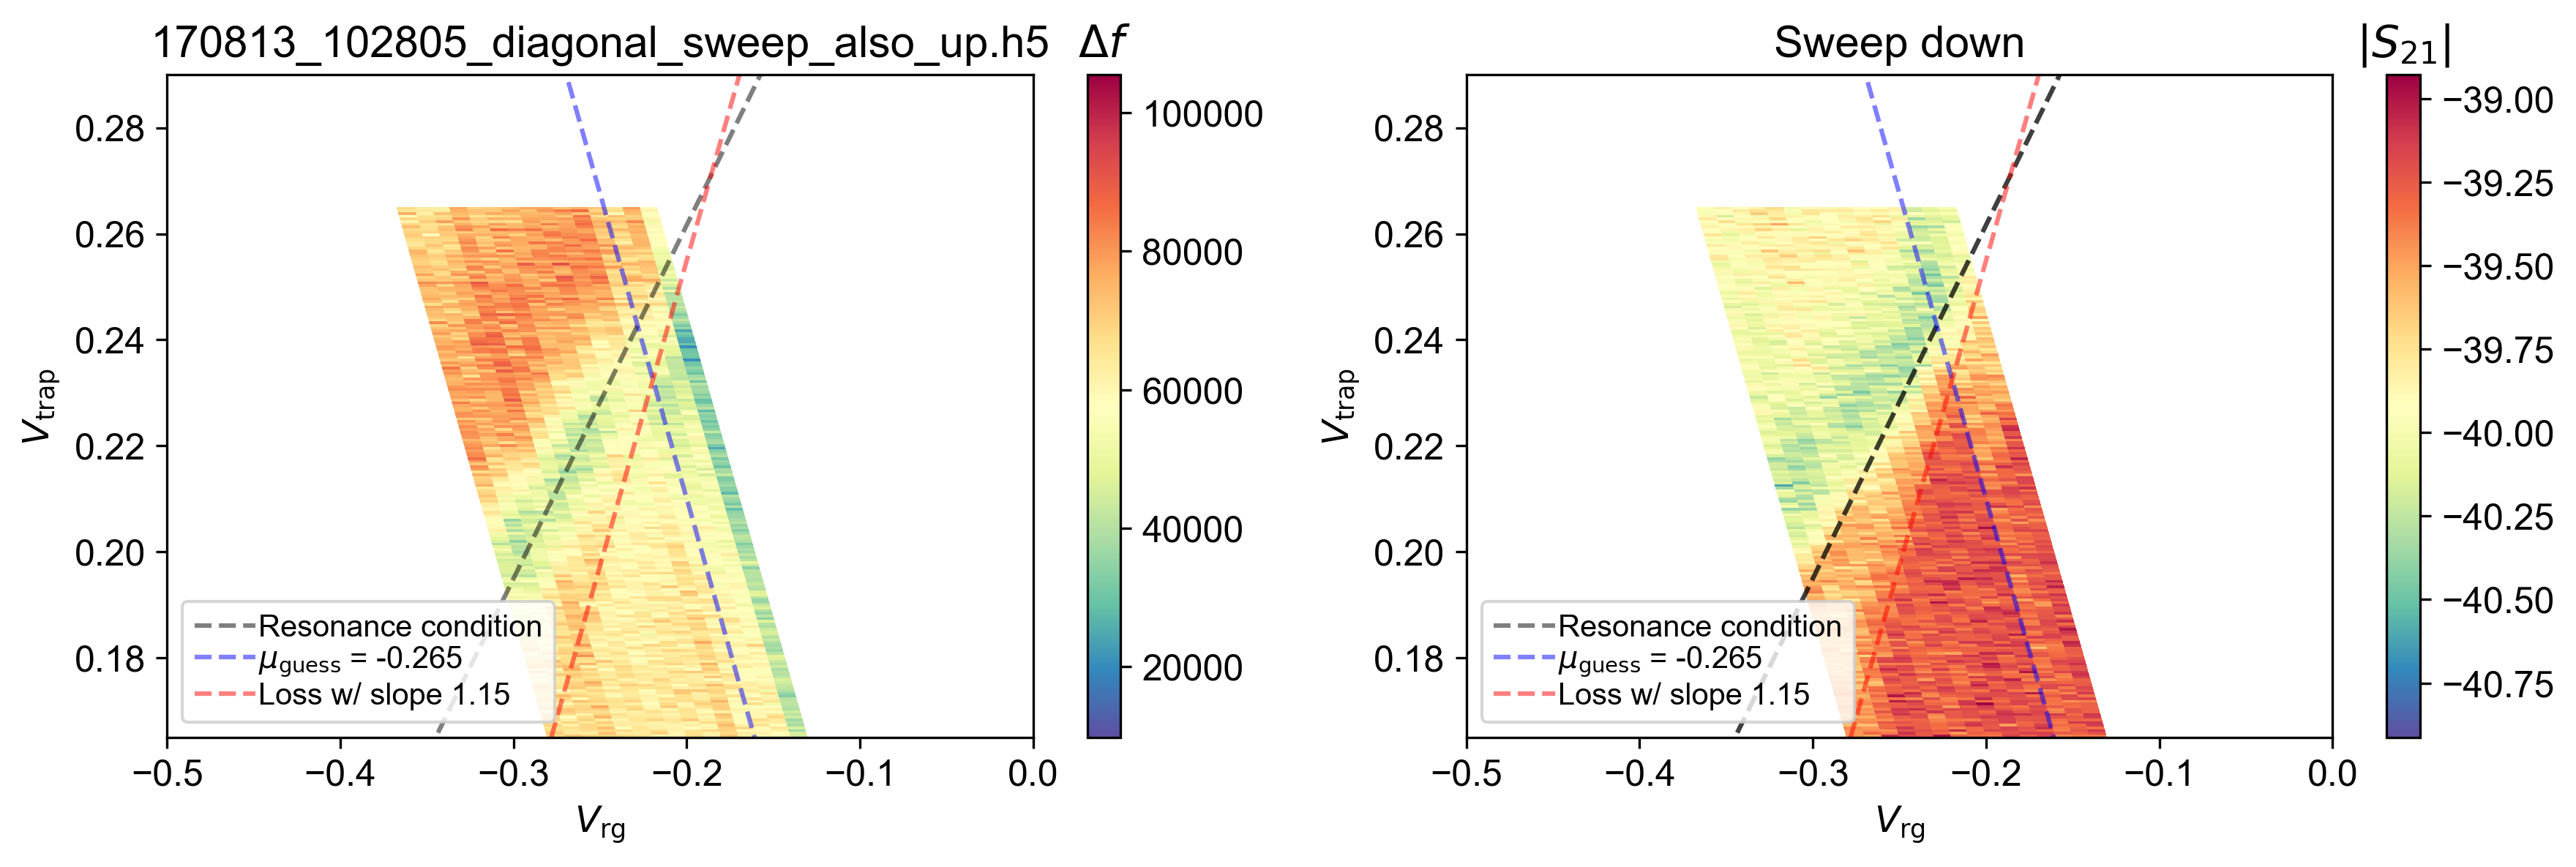 170813_102805_diagonal_sweep_also_up.h5
Δf
0.28
0.26
0.24
0.22
0.20
0.18
V_trap
−0.5
−0.4
−0.3
−0.2
−0.1
0.0
V_rg
Resonance condition
μ_guess = -0.265
Loss w/ slope 1.15
100000
80000
60000
40000
20000
Sweep down
|S_21|
0.28
0.26
0.24
0.22
0.20
0.18
V_trap
−0.5
−0.4
−0.3
−0.2
−0.1
0.0
V_rg
Resonance condition
μ_guess = -0.265
Loss w/ slope 1.15
−39.00
−39.25
−39.50
−39.75
−40.00
−40.25
−40.50
−40.75